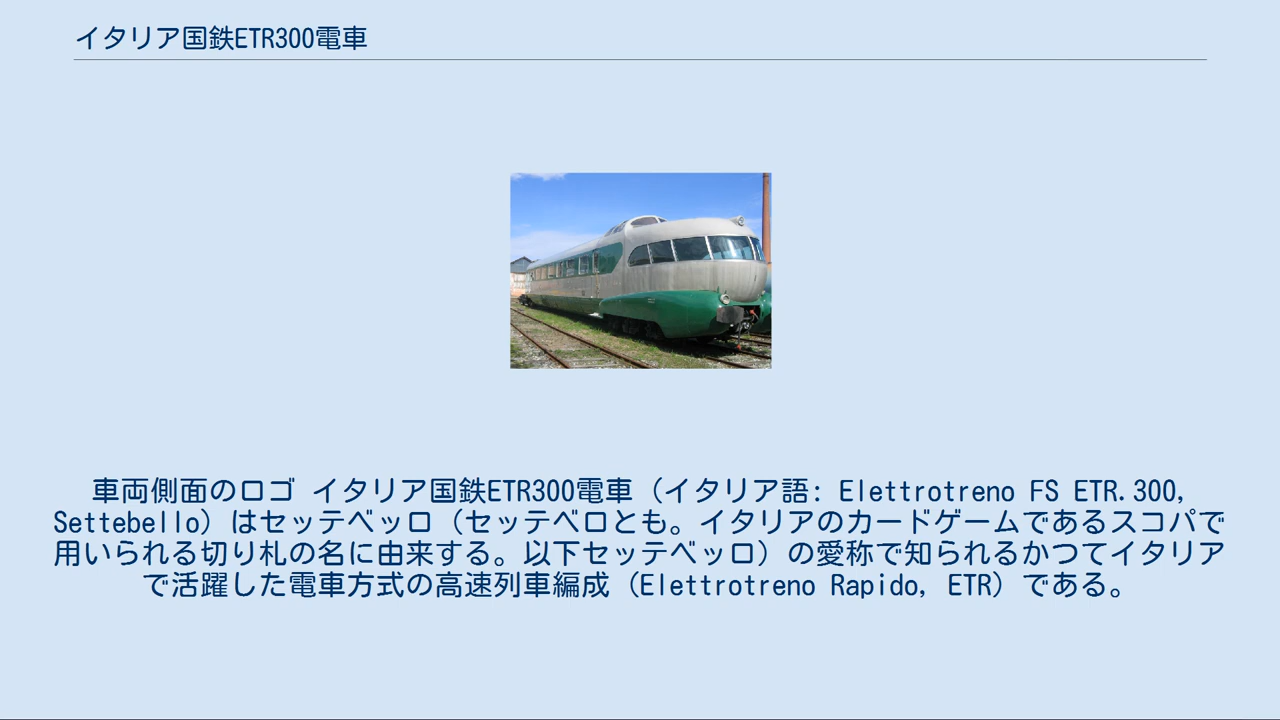 イタリア国鉄ETR300電車
車両側面のロゴ イタリア国鉄ETR300電車（イタリア語: Elettrotreno FS ETR.300,
Settebello）はセッテベッロ（セッテベロとも。イタリアのカードゲームであるスコパで
用いられる切り札の名に由来する。以下セッテベッロ）の愛称で知られるかつてイタリア
で活躍した電車方式の高速列車編成（Elettrotreno Rapido, ETR）である。